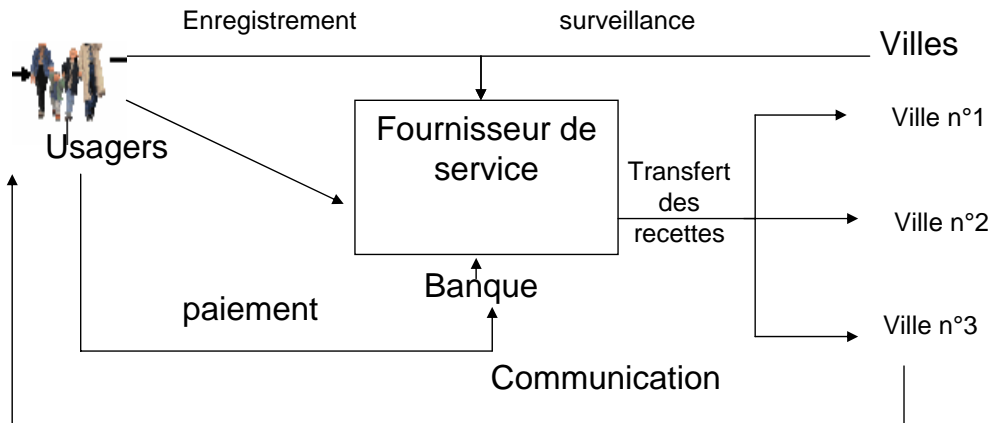 Enregistrement
surveillance
Villes
Fournisseur de
service
Ville n°1
Usagers
Transfert
des
recettes
Ville n°2
Banque
paiement
Ville n°3
Communication